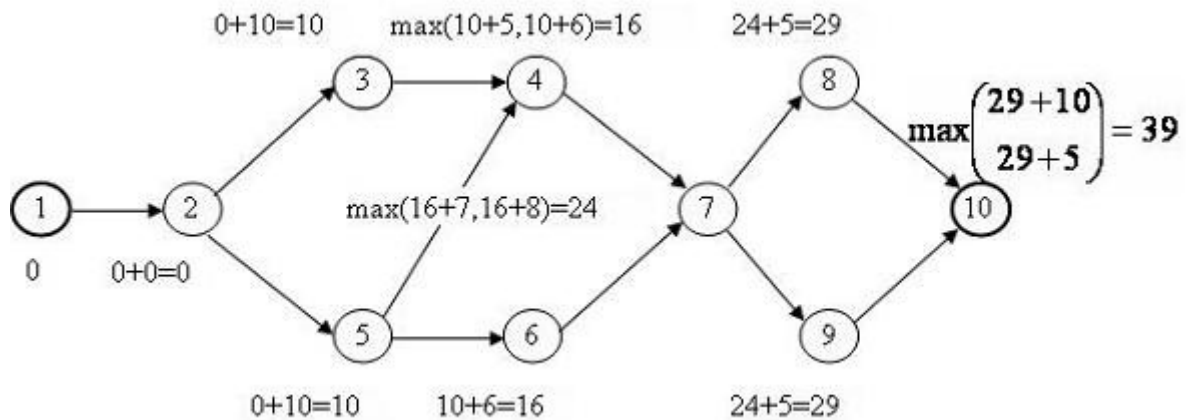 0+10=10 max(10+5,10+6)=16 24+5=29
3 4 8
max(29+10
29+5) = 39
1 2 max(16+7,16+8)=24 7 10
0 0+0=0
5 6 9
0+10=10 10+6=16 24+5=29